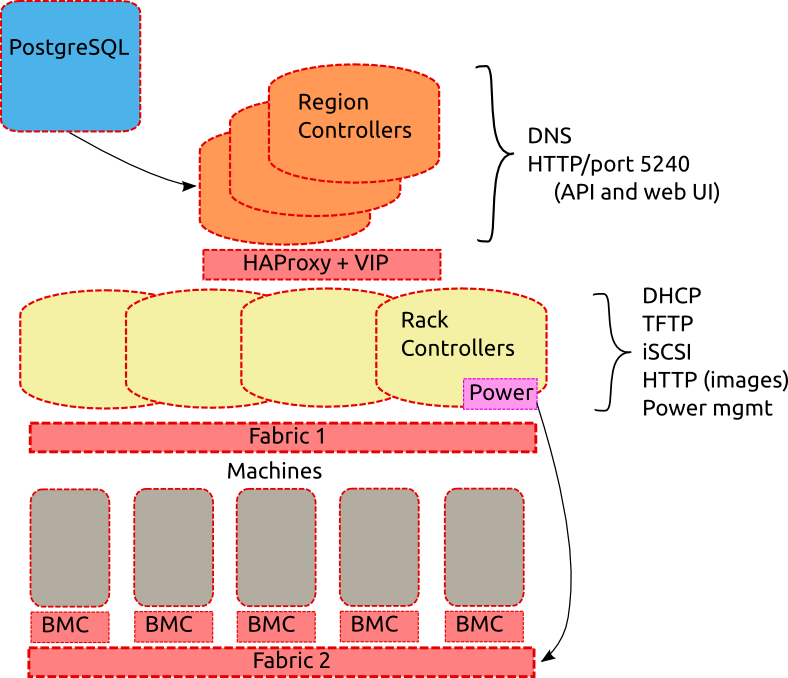 PostgreSQL
Region
Controllers
DNS
HTTP/port 5240
(API and web UI)
HAProxy + VIP
Rack
Controllers
Power
DHCP
TFTP
iSCSI
HTTP (images)
Power mgmt
Fabric 1
Machines
BMC
BMC
BMC
BMC
BMC
Fabric 2